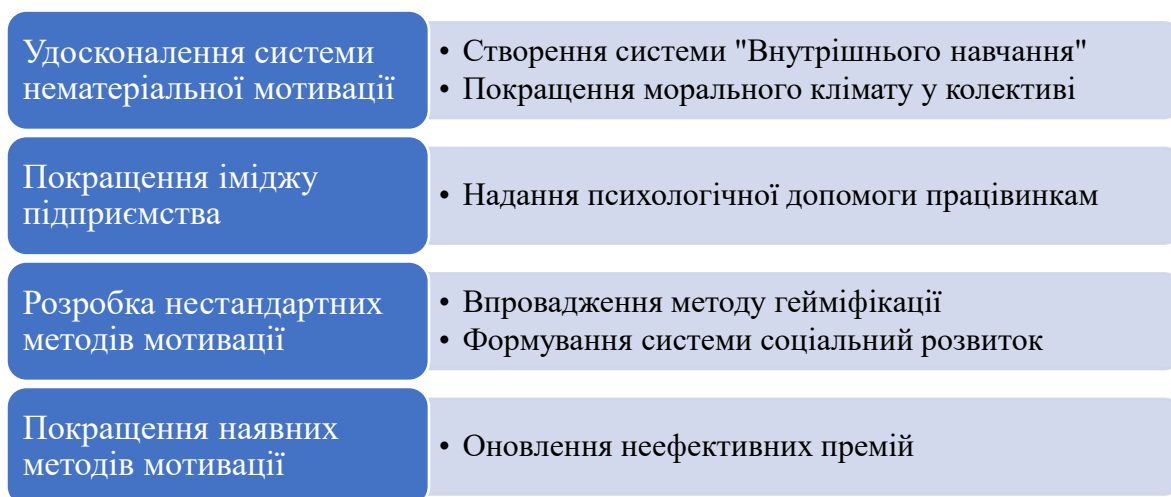 Удосконалення системи
нематеріальної мотивації
• Створення системи "Внутрішнього навчання"
• Покращення морального клімату у колективі
Покращення іміджу
підприємства
• Надання психологічної допомоги працівинкам
Розробка нестандартних
методів мотивації
• Впровадження методу гейміфікації
• Формування системи соціальний розвиток
Покращення наявних
методів мотивації
• Оновлення неефективних премій